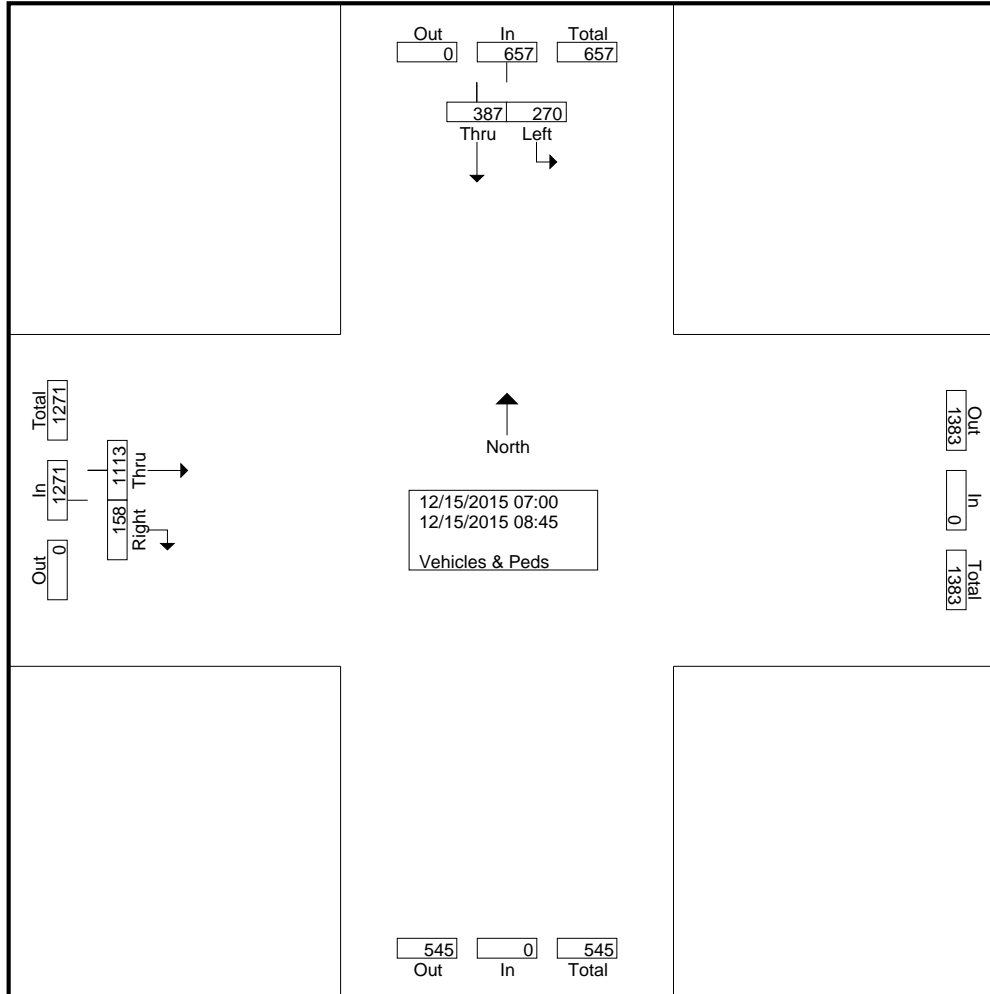 Out In Total
0 657 657
387 270
Thru Left
Total
1271
In
1271
Out
0
1113
Thru
158
Right
North
12/15/2015 07:00
12/15/2015 08:45
Vehicles & Peds
Out
1383
In
0
Total
1383
545 0 545
Out In Total